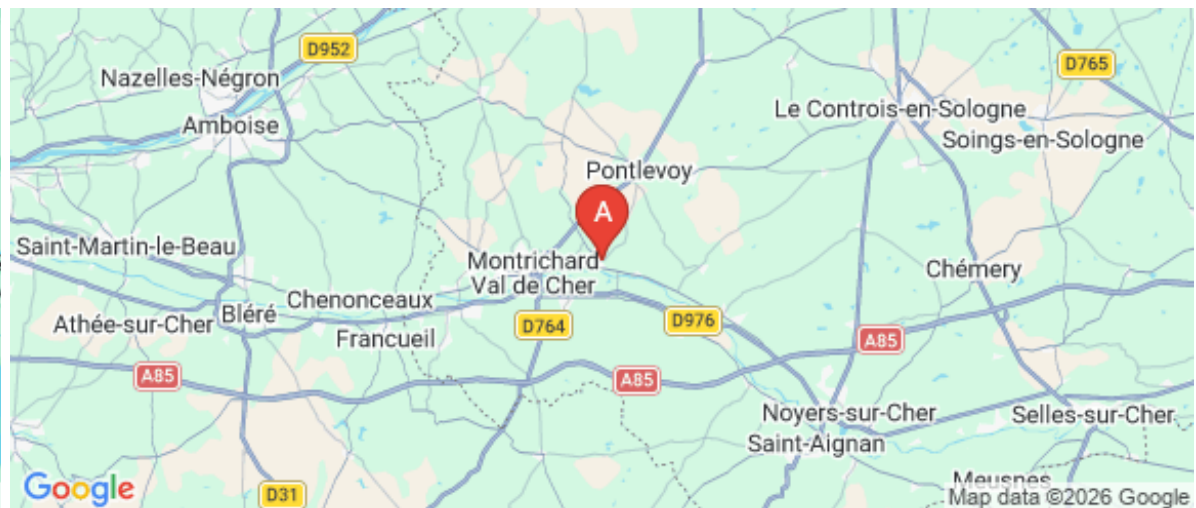 D952
D765
Nazelles-Négron
Le Controis-en-Sologne
Amboise
Soings-en-Sologne
Pontlevoy
A
Saint-Martin-le-Beau
Montrichard
Val de Cher
Chémery
Chenonceaux
Bléré
Athée-sur-Cher
Francueil
D764
D976
A85
A85
A85
Noyers-sur-Cher
Selles-sur-Cher
Saint-Aignan
Meusnes
Google
D31
Map data ©2026 Google